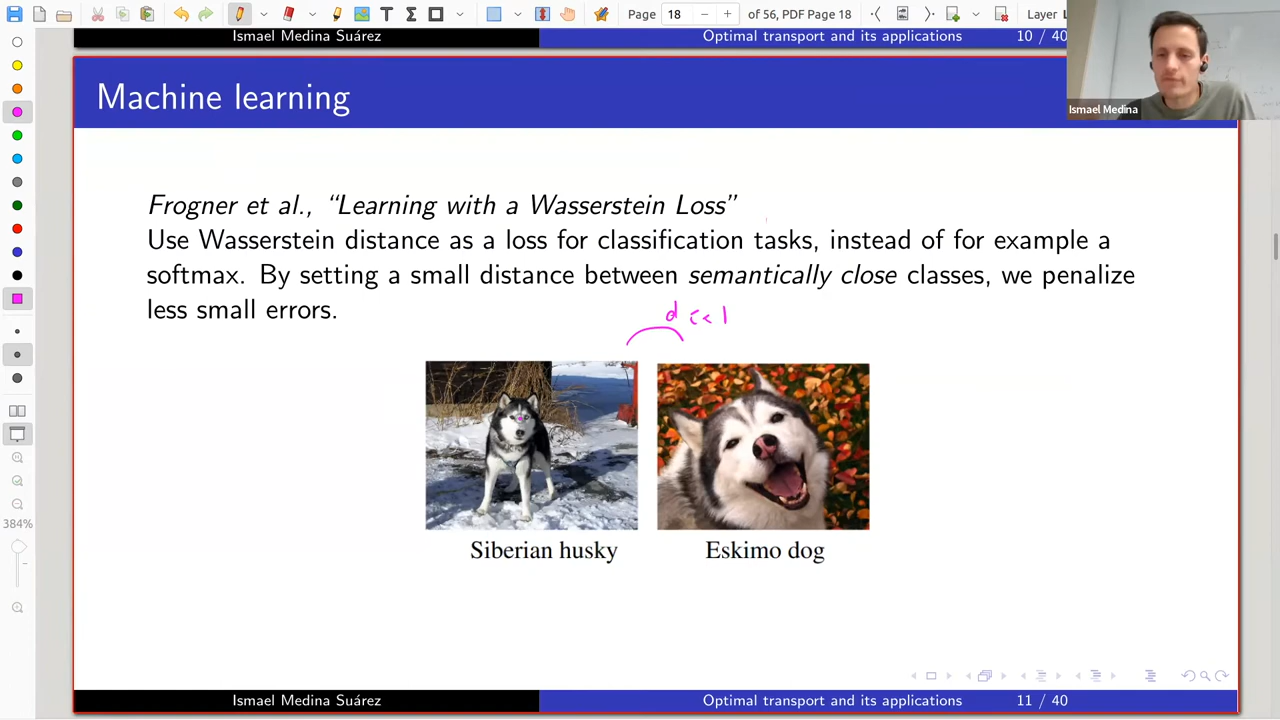 Page 18 of 56, PDF Page 18 Layer
Ismael Medina Suárez Optimal transport and its applications 10 / 40
Machine learning
Ismael Medina
Frogner et al., “Learning with a Wasserstein Loss”
Use Wasserstein distance as a loss for classification tasks, instead of for example a
softmax. By setting a small distance between semantically close classes, we penalize
less small errors.
d << 1
Siberian husky Eskimo dog
384%
Ismael Medina Suárez Optimal transport and its applications 11 / 40